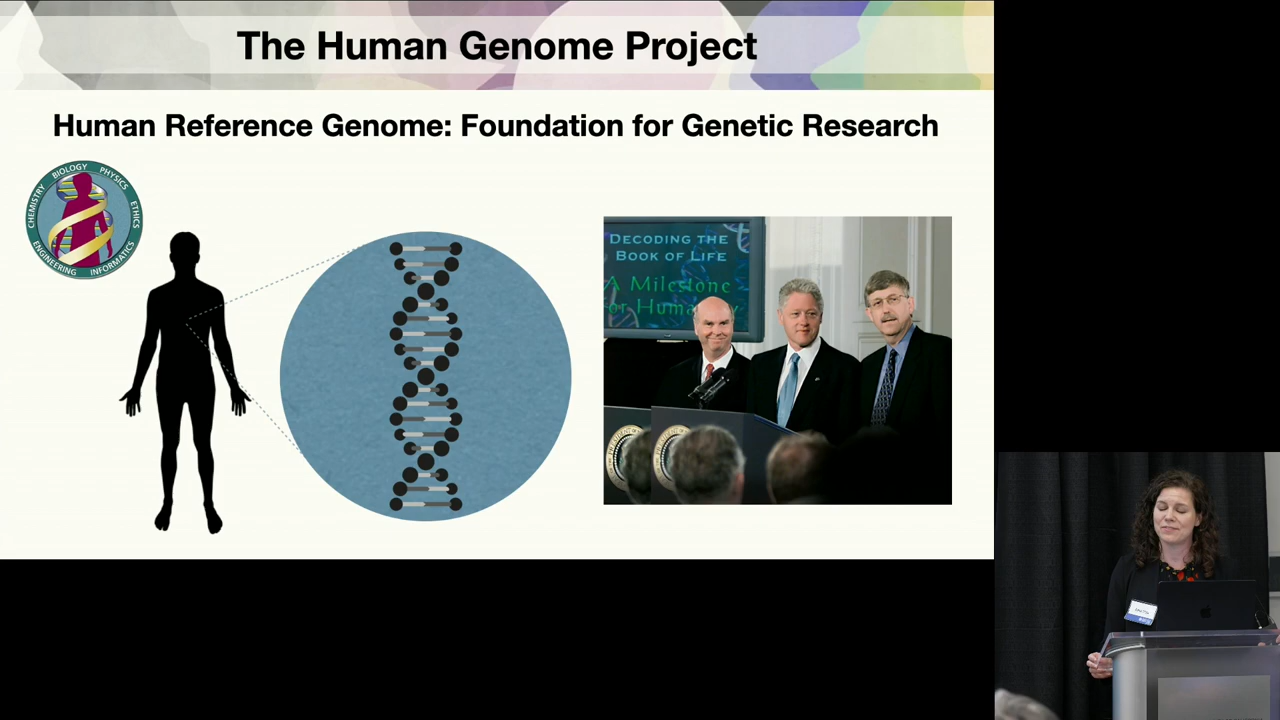 The Human Genome Project
Human Reference Genome: Foundation for Genetic Research
CHEMISTRY BIOLOGY PHYSICS ETHICS
ENGINEERING INFORMATICS
DECODING THE
BOOK OF LIFE
A Milestone